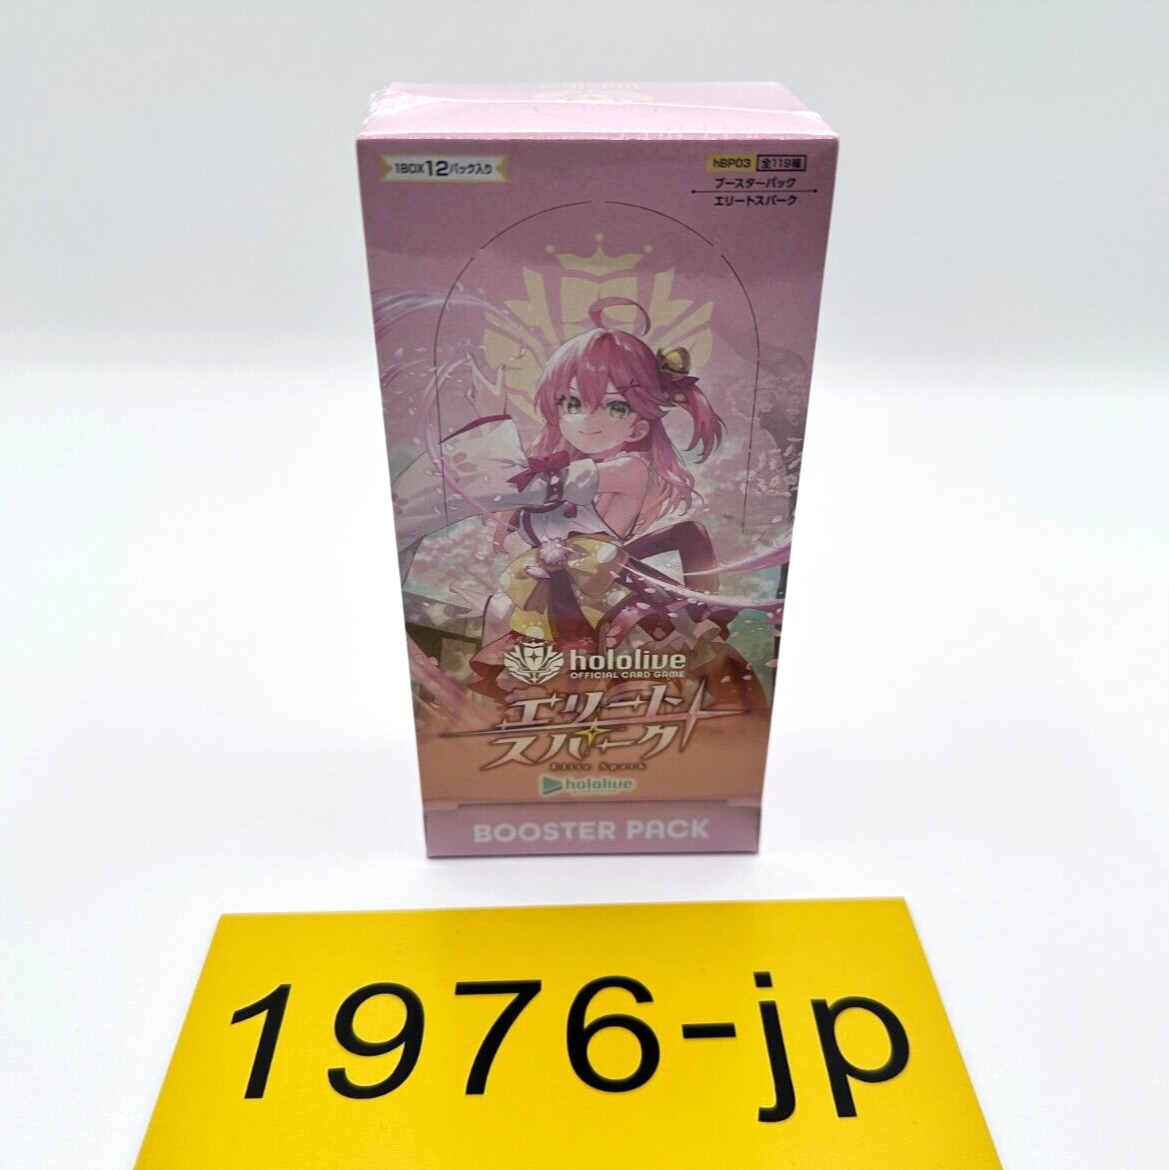 1BOX12パック入り
hBP03 全119種
ブースターパック
エリートスパーク
hololive
OFFICIAL CARD GAME
エリート
スパーク
Elite Spark
hololive
BOOSTER PACK
1976-jp